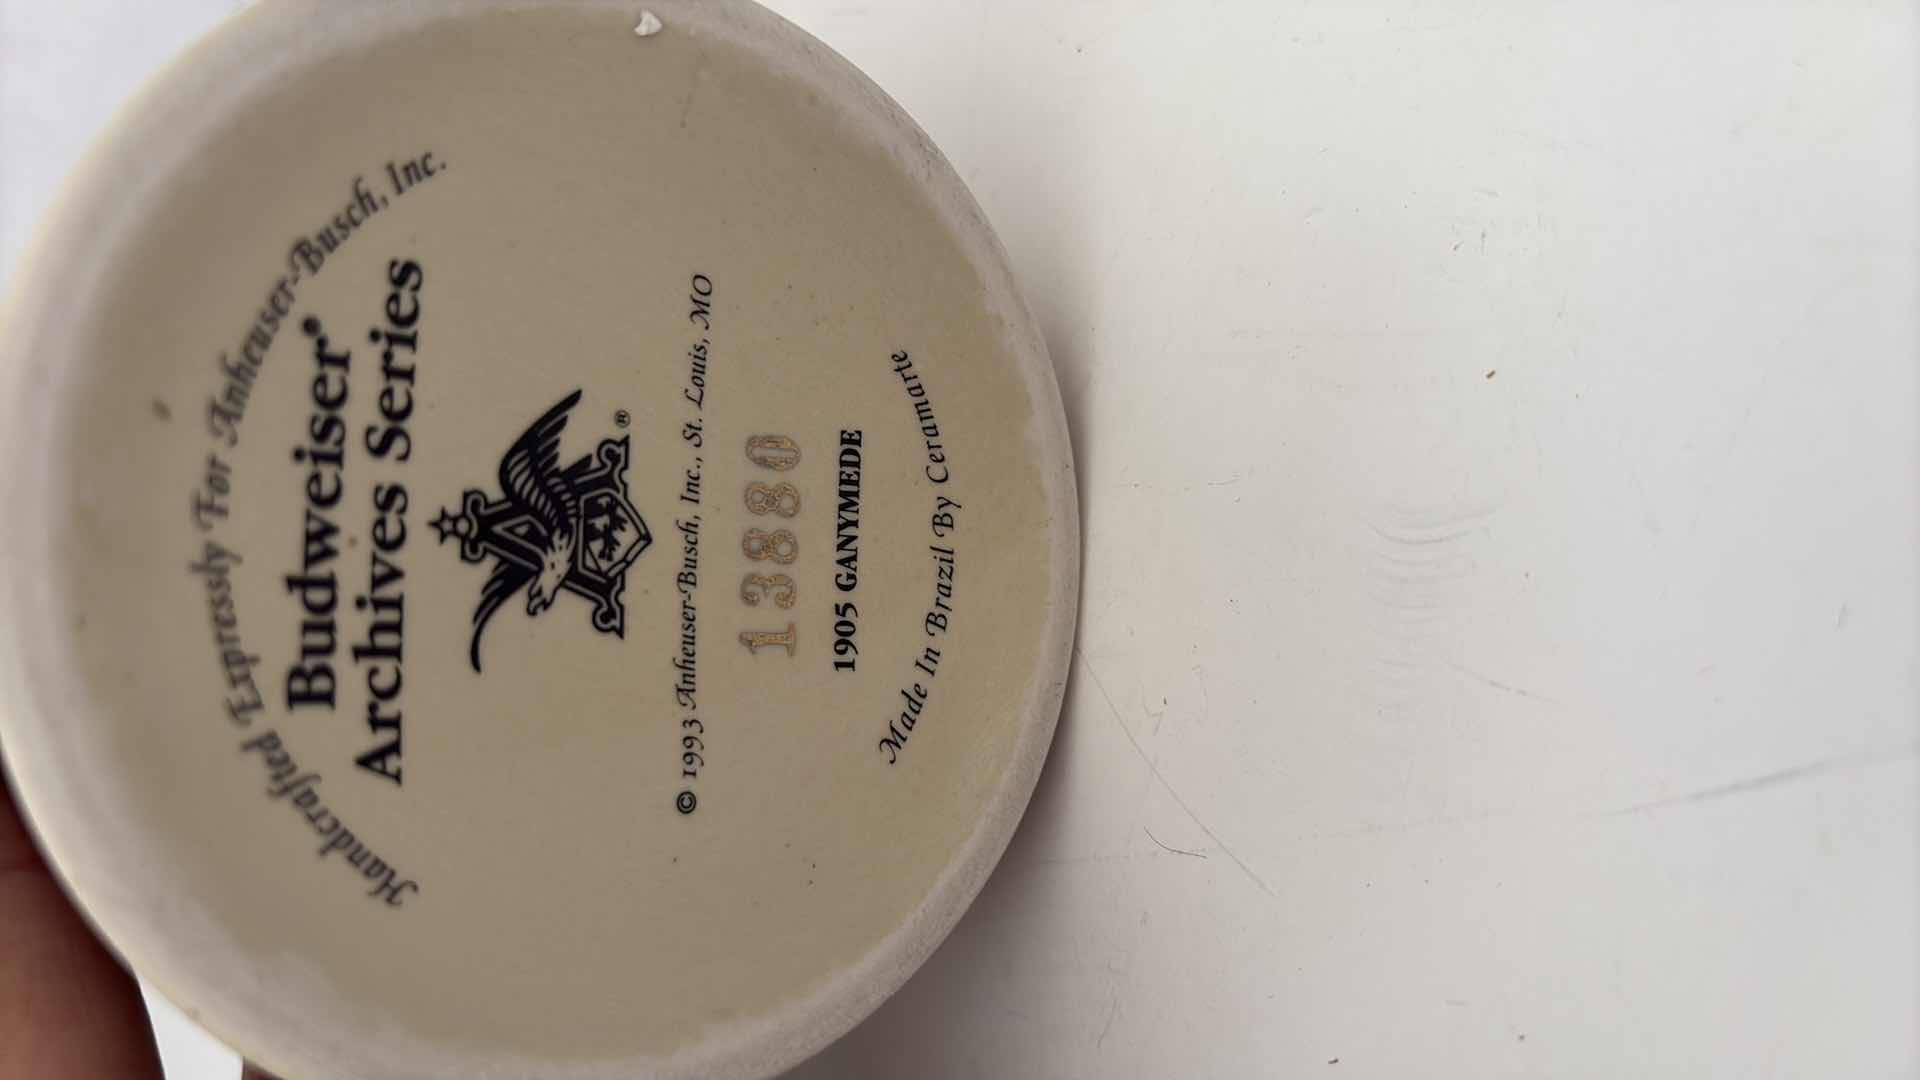 Handcrafted Expressly For Anheuser-Busch, Inc.
Budweiser®
Archives Series
®
© 1993 Anheuser-Busch, Inc., St. Louis, MO
13880
1905 GANYMEDE
Made In Brazil By Ceramarte